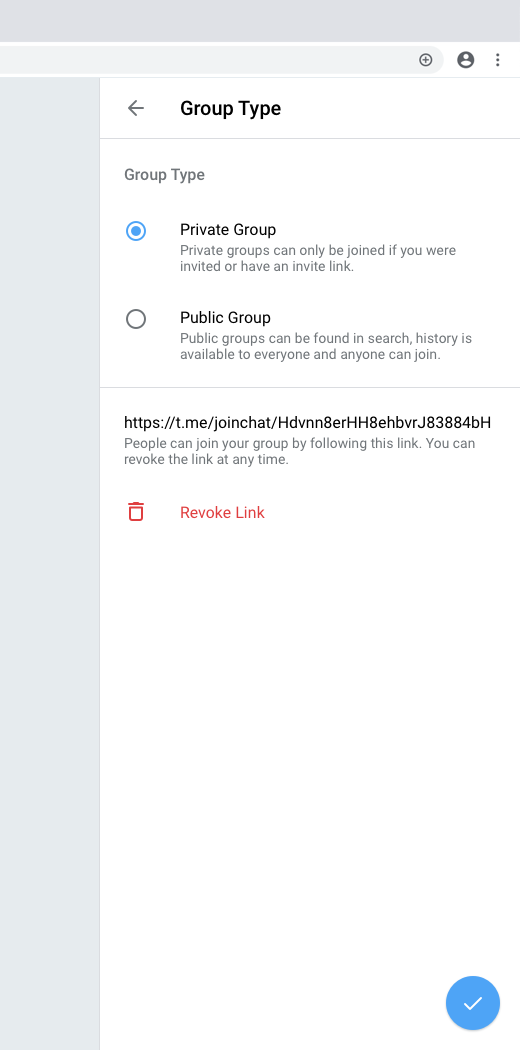 Group Type
Group Type
Private Group
Private groups can only be joined if you were
invited or have an invite link.
Public Group
Public groups can be found in search, history is
available to everyone and anyone can join.
https://t.me/joinchat/Hdvnn8erHH8ehbvrJ83884bH
People can join your group by following this link. You can
revoke the link at any time.
Revoke Link